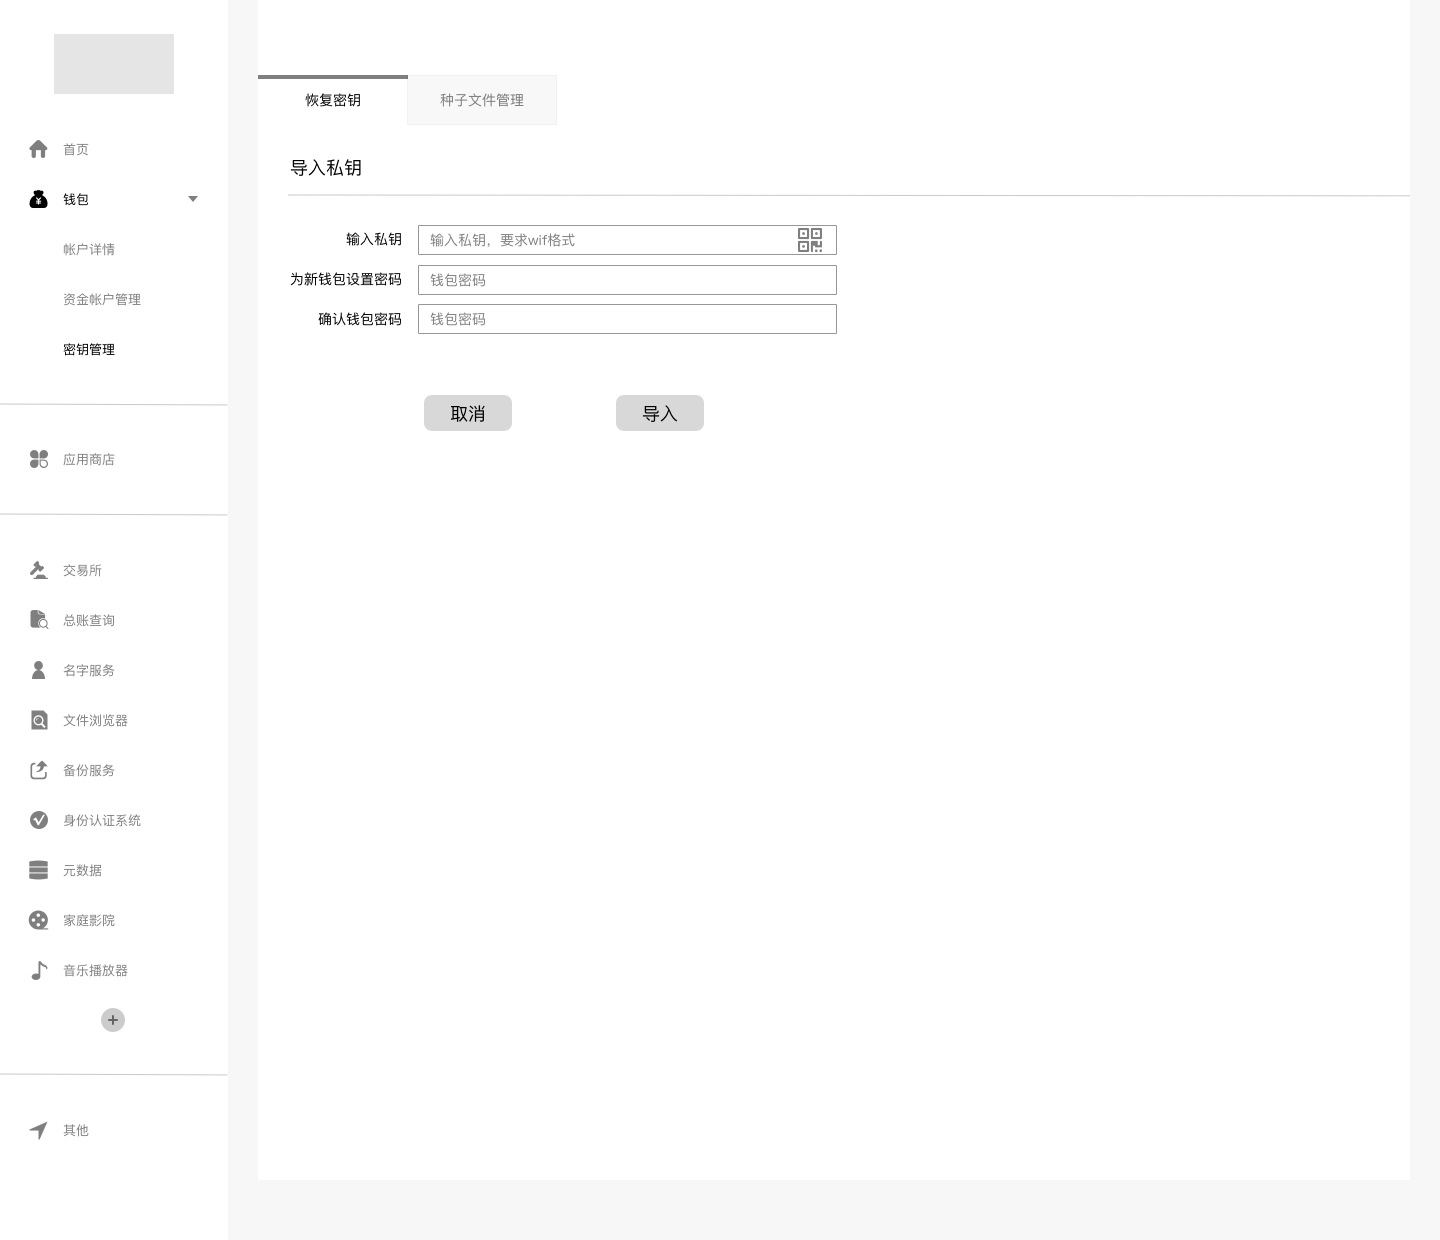 首页
钱包
帐户详情
资金帐户管理
密钥管理
应用商店
交易所
总账查询
名字服务
文件浏览器
备份服务
身份认证系统
元数据
家庭影院
音乐播放器
其他
恢复密钥
种子文件管理
导入私钥
输入私钥
输入私钥，要求wif格式
为新钱包设置密码
钱包密码
确认钱包密码
钱包密码
取消
导入